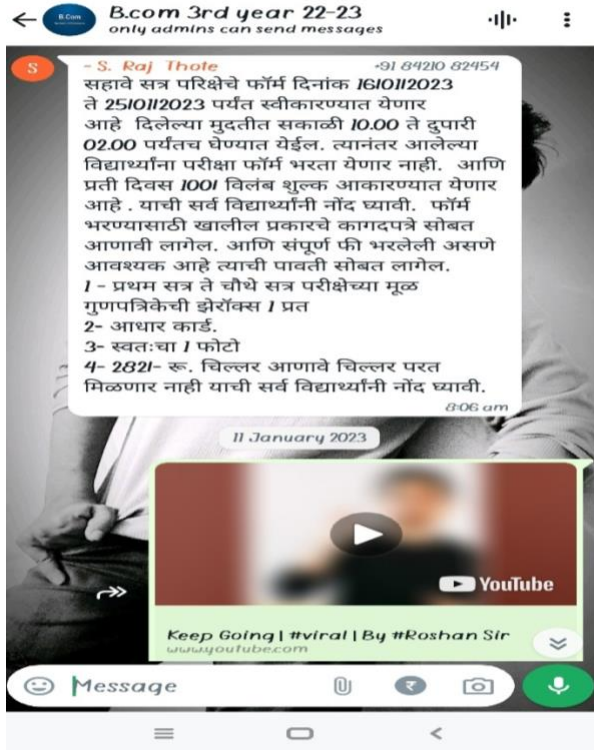 B.com 3rd year 22-23
only admins can send messages
B.Com
S
~ S. Raj Thote +91 84210 82454
सहावे सत्र परिक्षेचे फॉर्म दिनांक 16/01/2023
ते 25/01/2023 पर्यंत स्वीकारण्यात येणार
आहे दिलेल्या मुदतीत सकाळी 10.00 ते दुपारी
02.00 पर्यंतच घेण्यात येईल. त्यानंतर आलेल्या
विद्यार्थ्यांना परीक्षा फॉर्म भरता येणार नाही. आणि
प्रती दिवस 100/ विलंब शुल्क आकारण्यात येणार
आहे . याची सर्व विद्यार्थ्यांनी नोंद घ्यावी. फॉर्म
भरण्यासाठी खालील प्रकारचे कागदपत्रे सोबत
आणावी लागेल. आणि संपूर्ण फी भरलेली असणे
आवश्यक आहे त्याची पावती सोबत लागेल.
1 - प्रथम सत्र ते चौथे सत्र परीक्षेच्या मूळ
गुणपत्रिकेची झेरॉक्स 1 प्रत
2- आधार कार्ड.
3- स्वतःचा 1 फोटो
4- 282/- रू. चिल्लर आणावे चिल्लर परत
मिळणार नाही याची सर्व विद्यार्थ्यांनी नोंद घ्यावी.
8:06 am
11 January 2023
YouTube
Keep Going | #viral | By #Roshan Sir
www.youtube.com
Message